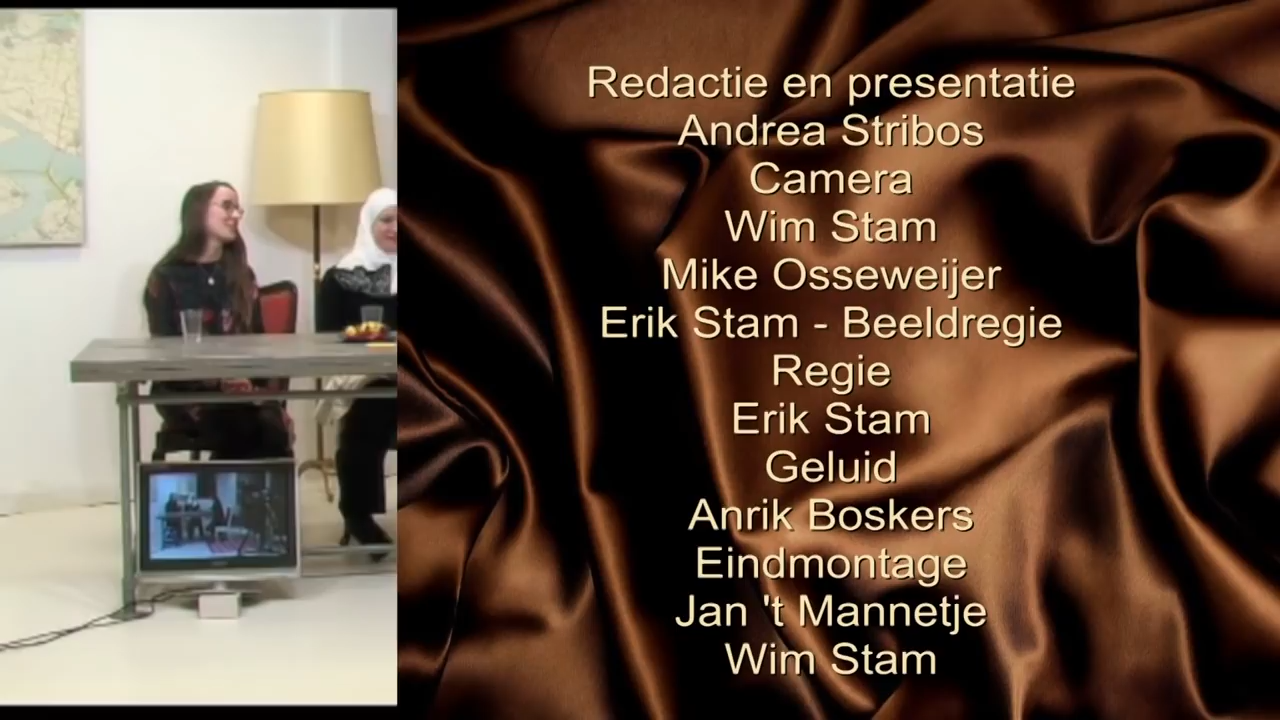 Redactie en presentatie
Andrea Stribos
Camera
Wim Stam
Mike Osseweijer
Erik Stam - Beeldregie
Regie
Erik Stam
Geluid
Anrik Boskers
Eindmontage
Jan 't Mannetje
Wim Stam